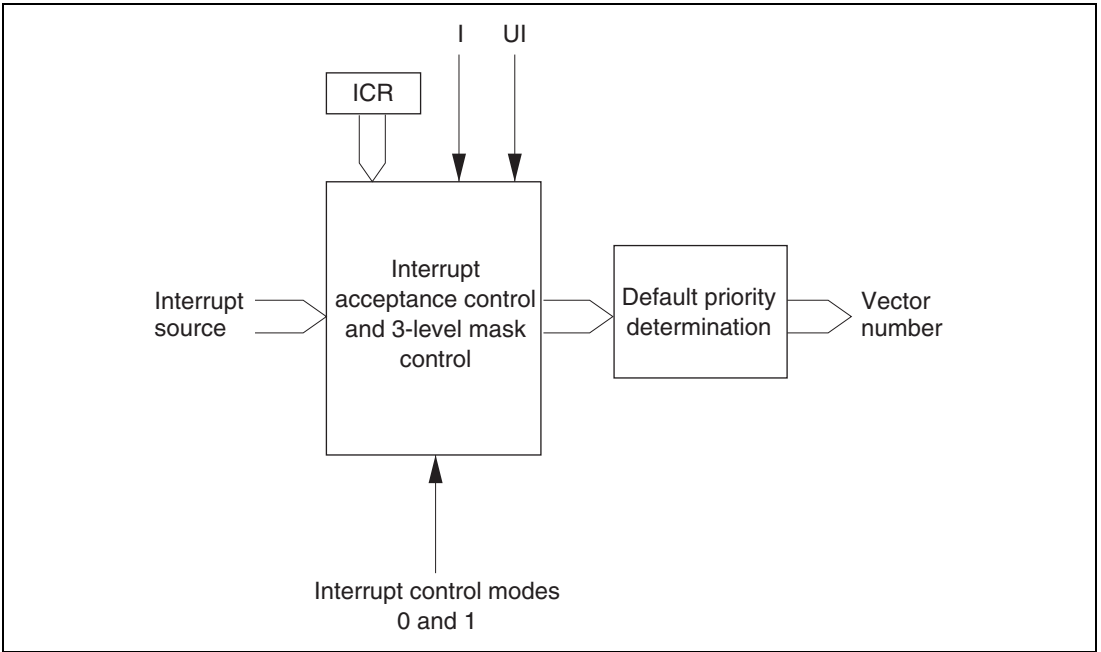 I
UI
ICR
Interrupt
acceptance control
and 3-level mask
control
Interrupt
source
Default priority
determination
Vector
number
Interrupt control modes
0 and 1